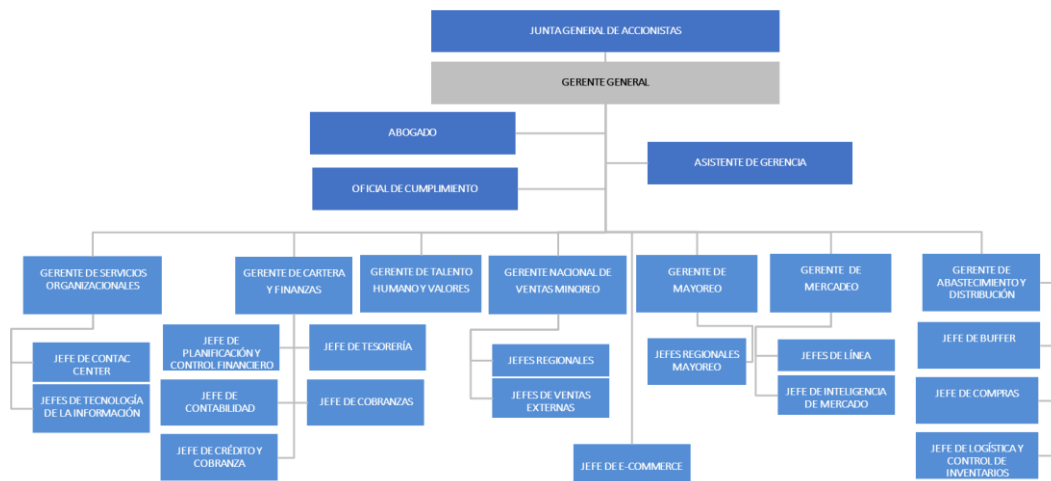 JUNTA GENERAL DE ACCIONISTAS
GERENTE GENERAL
ABOGADO
ASISTENTE DE GERENCIA
OFICIAL DE CUMPLIMIENTO
GERENTE DE SERVICIOS
ORGANIZACIONALES
GERENTE DE CARTERA
Y FINANZAS
GERENTE DE TALENTO
HUMANO Y VALORES
GERENTE NACIONAL DE
VENTAS MINOREO
GERENTE DE
MAYOREO
GERENTE DE
MERCADEO
GERENTE DE
ABASTECIMIENTO Y
DISTRIBUCIÓN
JEFE DE CONTAC
CENTER
JEFES DE TECNOLOGÍA
DE LA INFORMACIÓN
JEFE DE
PLANIFICACIÓN Y
CONTROL FINANCIERO
JEFE DE TESORERÍA
JEFE DE
CONTABILIDAD
JEFE DE COBRANZAS
JEFE DE CRÉDITO Y
COBRANZA
JEFES REGIONALES
JEFES DE VENTAS
EXTERNAS
JEFE DE E-COMMERCE
JEFES REGIONALES
MAYOREO
JEFES DE LÍNEA
JEFE DE INTELIGENCIA
DE MERCADO
JEFE DE BUFFER
JEFE DE COMPRAS
JEFE DE LOGÍSTICA Y
CONTROL DE
INVENTARIOS